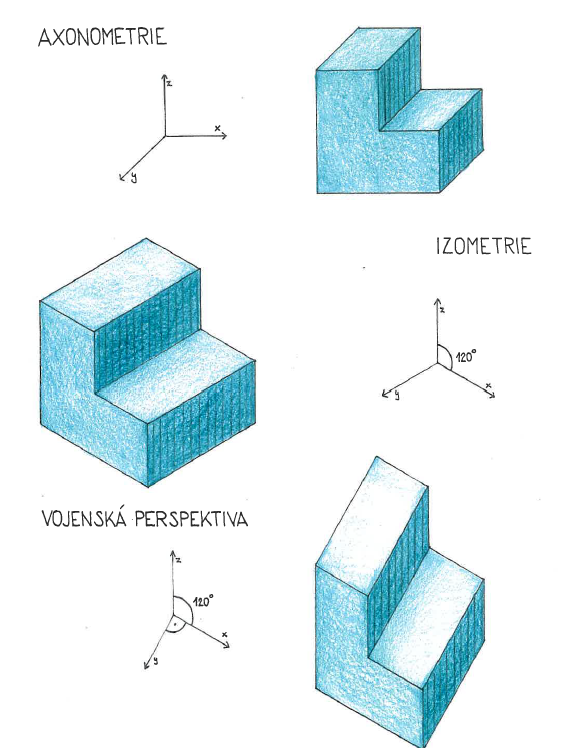 AXONOMETRIE
z
x
y
IZOMETRIE
z
120°
y
x
VOJENSKÁ PERSPEKTIVA
z
120°
x
y